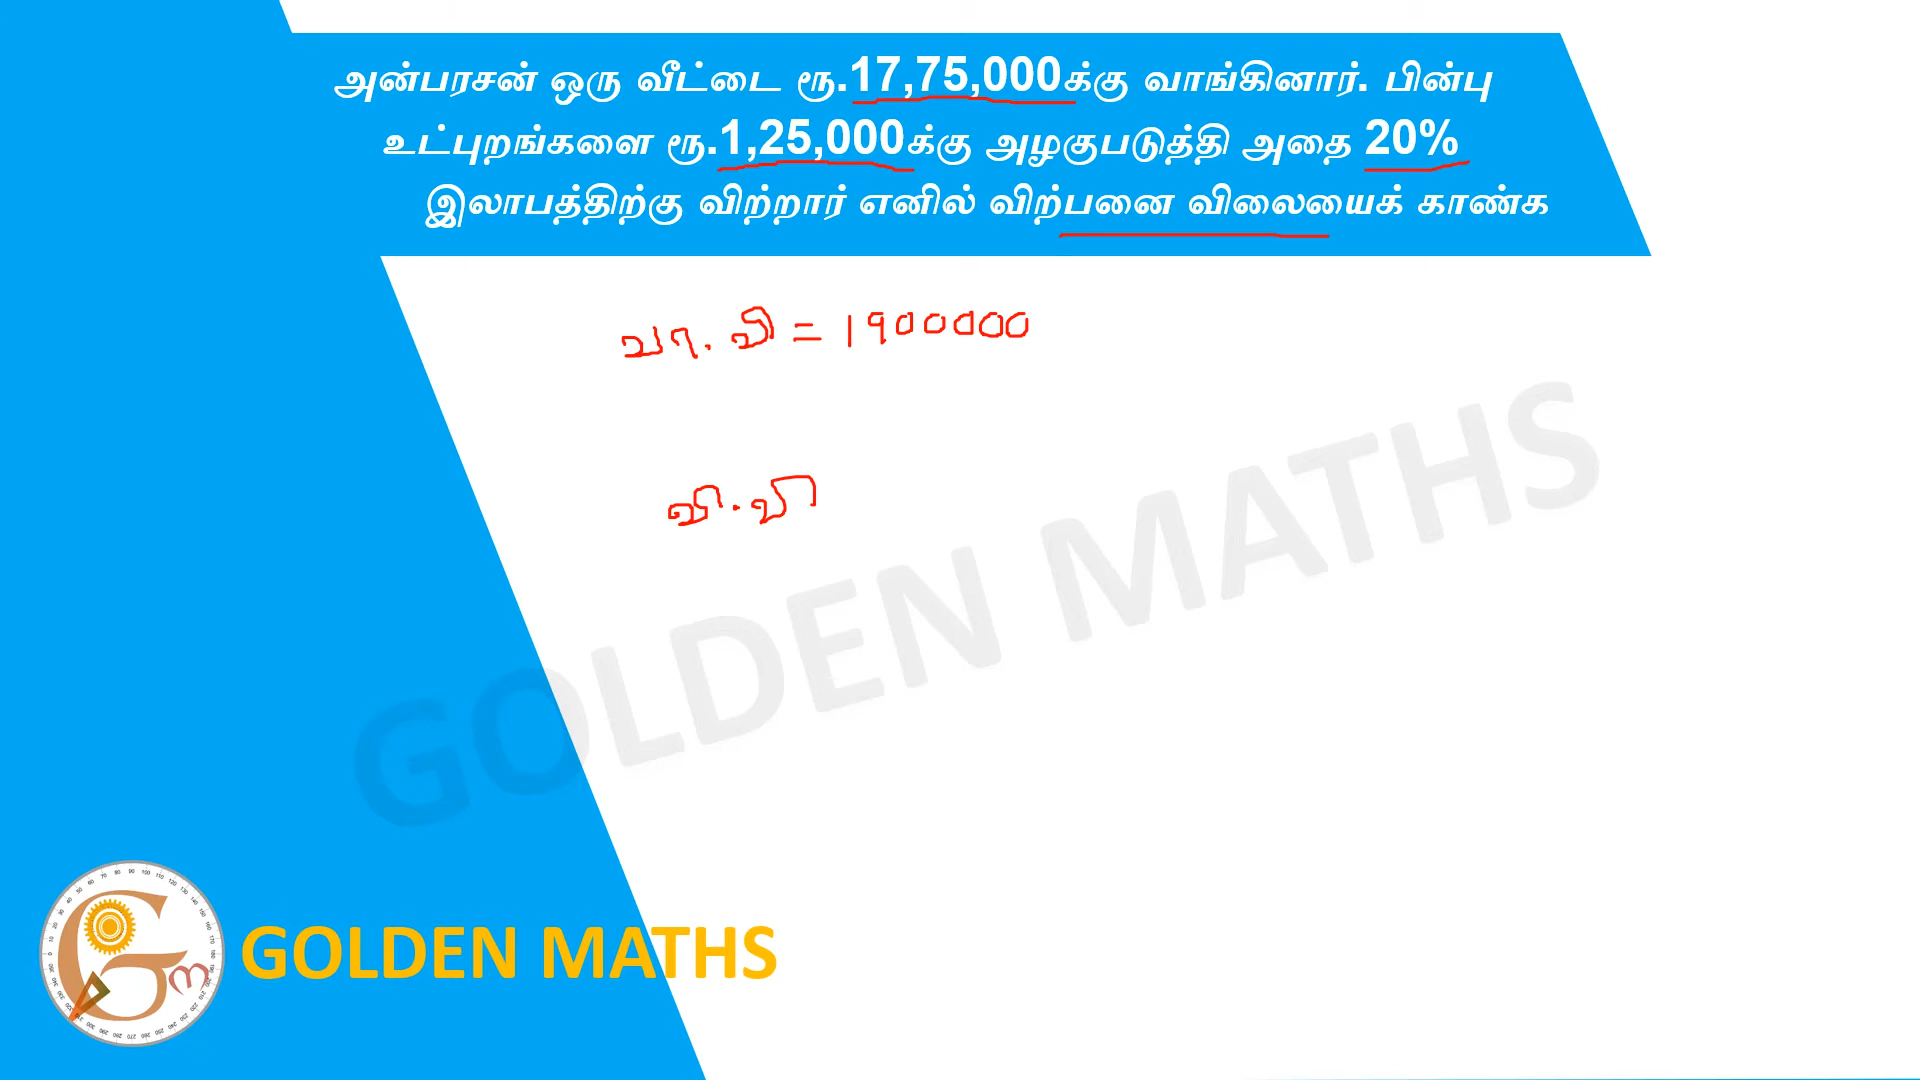 அன்பரசன் ஒரு வீட்டை ரூ.17,75,000க்கு வாங்கினார். பின்பு
உட்புறங்களை ரூ.1,25,000க்கு அழகுபடுத்தி அதை 20%
இலாபத்திற்கு விற்றார் எனில் விற்பனை விலையைக் காண்க
வா. வி = 1900000
வி. வி
GOLDEN MATHS
GOLDEN MATHS